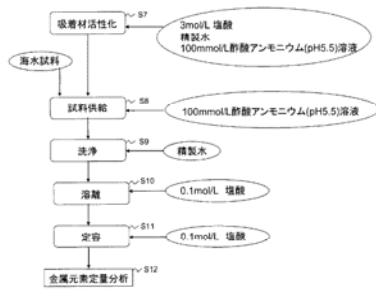 吸着材活性化
S7
3mol/L 塩酸
精製水
100mmol/L酢酸アンモニウム(pH5.5)溶液
海水試料
試料供給
S8
100mmol/L酢酸アンモニウム(pH5.5)溶液
洗浄
S9
精製水
溶離
S10
0.1mol/L 塩酸
定容
S11
0.1mol/L 塩酸
金属元素定量分析
S12